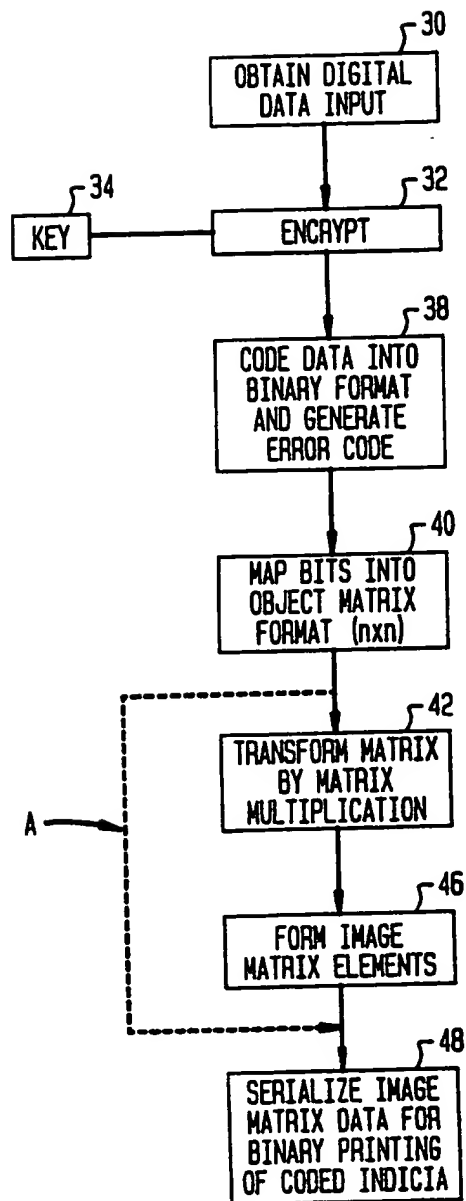 30
OBTAIN DIGITAL
DATA INPUT
34
32
KEY
ENCRYPT
38
CODE DATA INTO
BINARY FORMAT
AND GENERATE
ERROR CODE
40
MAP BITS INTO
OBJECT MATRIX
FORMAT (nxn)
42
TRANSFORM MATRIX
BY MATRIX
MULTIPLICATION
A
46
FORM IMAGE
MATRIX ELEMENTS
48
SERIALIZE IMAGE
MATRIX DATA FOR
BINARY PRINTING
OF CODED INDICIA